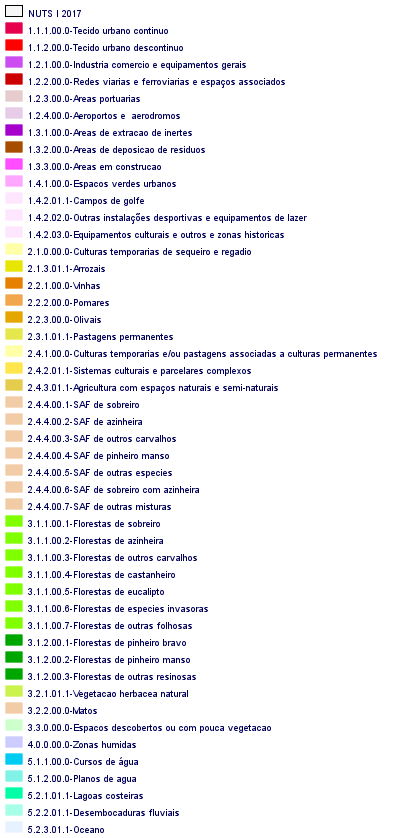 NUTS I 2017
1.1.1.00.0-Tecido urbano continuo
1.1.2.00.0-Tecido urbano descontinuo
1.2.1.00.0-Industria comercio e equipamentos gerais
1.2.2.00.0-Redes viarias e ferroviarias e espaços associados
1.2.3.00.0-Areas portuarias
1.2.4.00.0-Aeroportos e  aerodromos
1.3.1.00.0-Areas de extracao de inertes
1.3.2.00.0-Areas de deposicao de residuos
1.3.3.00.0-Areas em construcao
1.4.1.00.0-Espacos verdes urbanos
1.4.2.01.1-Campos de golfe
1.4.2.02.0-Outras instalações desportivas e equipamentos de lazer
1.4.2.03.0-Equipamentos culturais e outros e zonas historicas
2.1.0.00.0-Culturas temporarias de sequeiro e regadio
2.1.3.01.1-Arrozais
2.2.1.00.0-Vinhas
2.2.2.00.0-Pomares
2.2.3.00.0-Olivais
2.3.1.01.1-Pastagens permanentes
2.4.1.00.0-Culturas temporarias e/ou pastagens associadas a culturas permanentes
2.4.2.01.1-Sistemas culturais e parcelares complexos
2.4.3.01.1-Agricultura com espaços naturais e semi-naturais
2.4.4.00.1-SAF de sobreiro
2.4.4.00.2-SAF de azinheira
2.4.4.00.3-SAF de outros carvalhos
2.4.4.00.4-SAF de pinheiro manso
2.4.4.00.5-SAF de outras especies
2.4.4.00.6-SAF de sobreiro com azinheira
2.4.4.00.7-SAF de outras misturas
3.1.1.00.1-Florestas de sobreiro
3.1.1.00.2-Florestas de azinheira
3.1.1.00.3-Florestas de outros carvalhos
3.1.1.00.4-Florestas de castanheiro
3.1.1.00.5-Florestas de eucalipto
3.1.1.00.6-Florestas de especies invasoras
3.1.1.00.7-Florestas de outras folhosas
3.1.2.00.1-Florestas de pinheiro bravo
3.1.2.00.2-Florestas de pinheiro manso
3.1.2.00.3-Florestas de outras resinosas
3.2.1.01.1-Vegetacao herbacea natural
3.2.2.00.0-Matos
3.3.0.00.0-Espaços descobertos ou com pouca vegetacao
4.0.0.00.0-Zonas humidas
5.1.1.00.0-Cursos de água
5.1.2.00.0-Planos de agua
5.2.1.01.1-Lagoas costeiras
5.2.2.01.1-Desembocaduras fluviais
5.2.3.01.1-Oceano